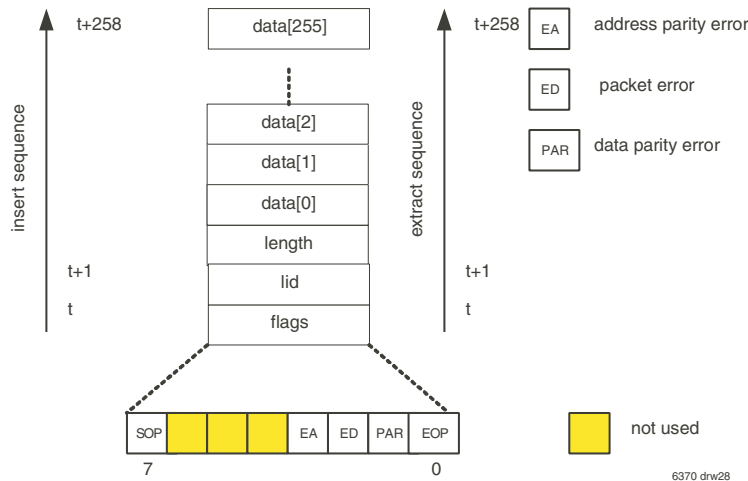 t+258
data[255]
t+258
EA
address parity error
ED
packet error
PAR
data parity error
insert sequence
extract sequence
data[2]
data[1]
data[0]
length
t+1
lid
t+1
t
flags
t
SOP
EA
ED
PAR
EOP
not used
7
0
6370 drw28